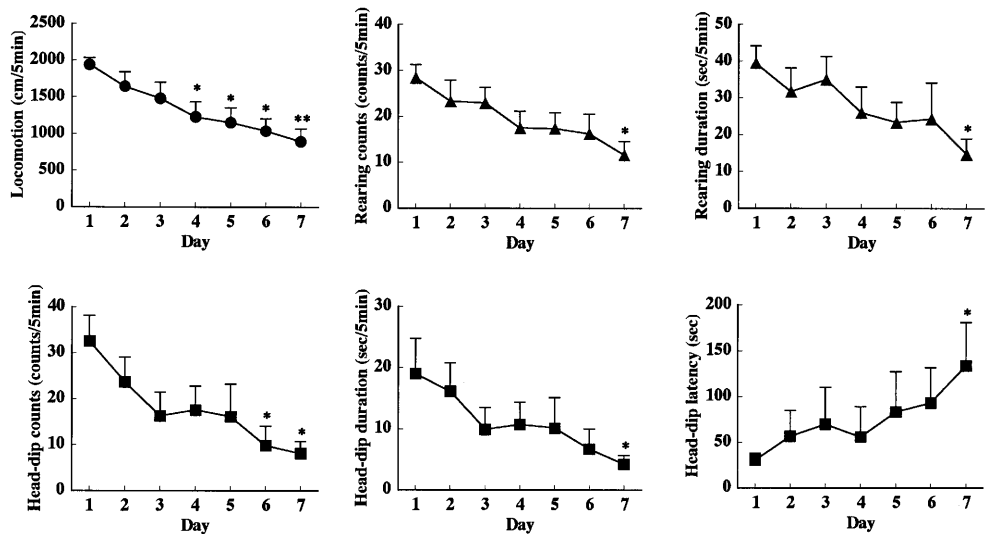 Locomotion (cm/5min)
2500
2000
1500
1000
500
0
*
*
*
**
1 2 3 4 5 6 7
Day
Rearing counts (counts/5min)
40
30
20
10
0
*
1 2 3 4 5 6 7
Day
Rearing duration (sec/5min)
50
40
30
20
10
0
*
1 2 3 4 5 6 7
Day
Head-dip counts (counts/5min)
40
30
20
10
0
*
*
1 2 3 4 5 6 7
Day
Head-dip duration (sec/5min)
30
20
10
0
*
1 2 3 4 5 6 7
Day
Head-dip latency (sec)
200
150
100
50
0
*
1 2 3 4 5 6 7
Day